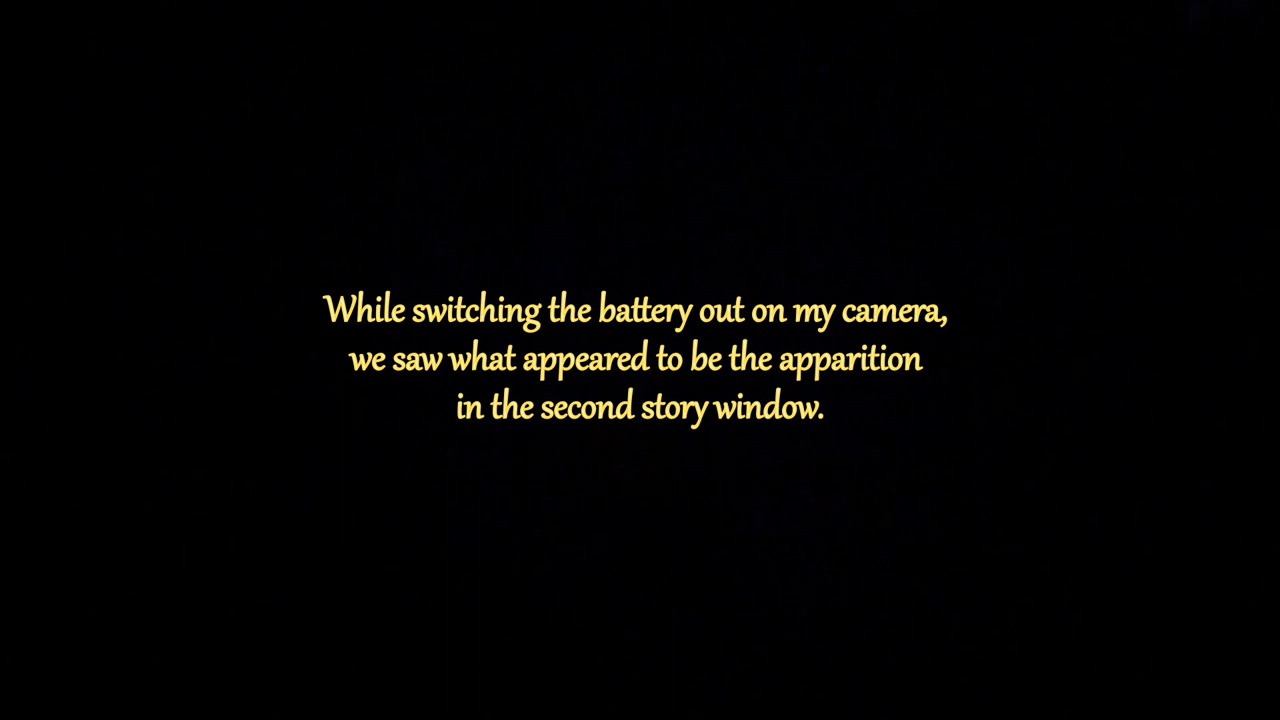 While switching the battery out on my camera,
we saw what appeared to be the apparition
in the second story window.